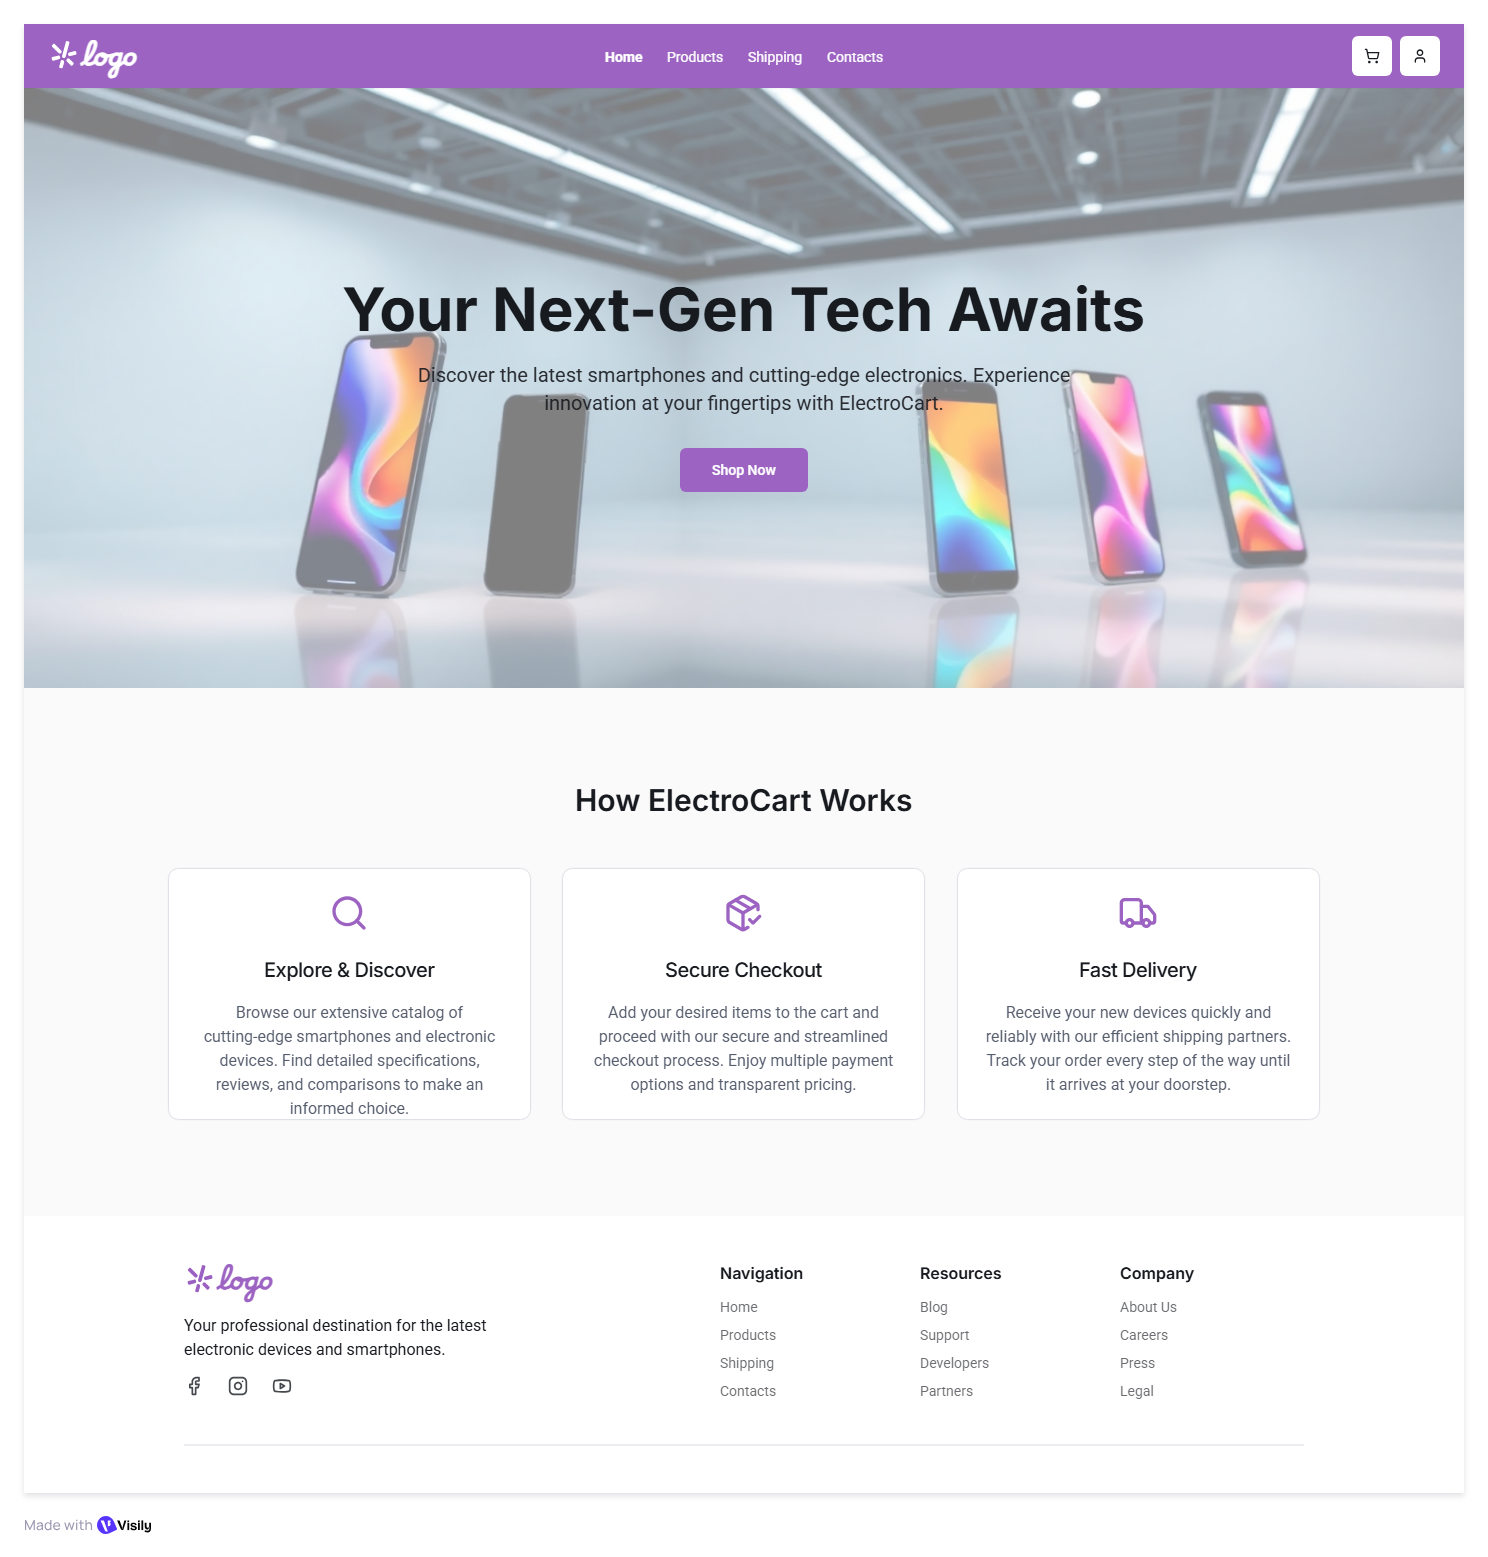 logo
Home Products Shipping Contacts
Your Next-Gen Tech Awaits
Discover the latest smartphones and cutting-edge electronics. Experience
innovation at your fingertips with ElectroCart.
Shop Now
How ElectroCart Works
Explore & Discover
Browse our extensive catalog of
cutting-edge smartphones and electronic
devices. Find detailed specifications,
reviews, and comparisons to make an
informed choice.
Secure Checkout
Add your desired items to the cart and
proceed with our secure and streamlined
checkout process. Enjoy multiple payment
options and transparent pricing.
Fast Delivery
Receive your new devices quickly and
reliably with our efficient shipping partners.
Track your order every step of the way until
it arrives at your doorstep.
logo
Your professional destination for the latest
electronic devices and smartphones.
Navigation
Home
Products
Shipping
Contacts
Resources
Blog
Support
Developers
Partners
Company
About Us
Careers
Press
Legal
Made with Visily